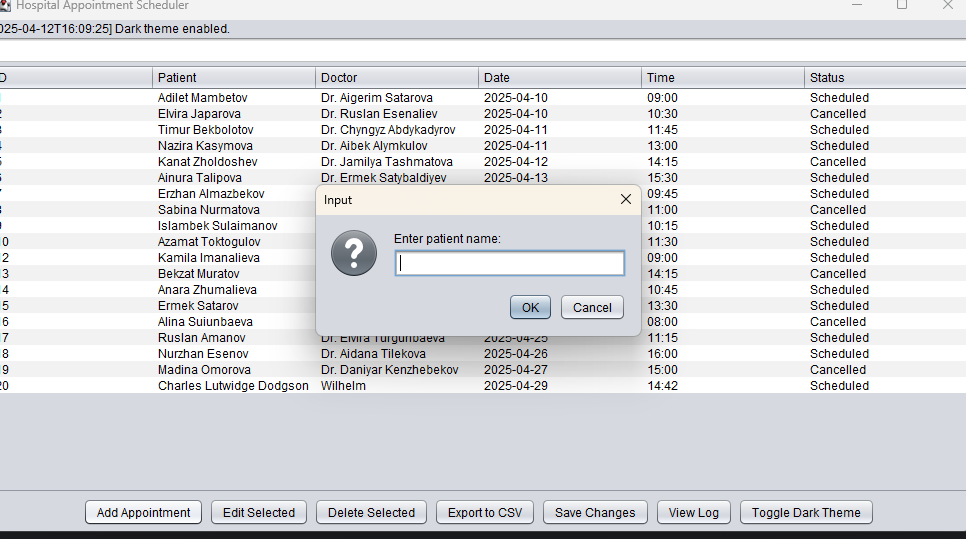 Hospital Appointment Scheduler
025-04-12T16:09:25] Dark theme enabled.
D Patient Doctor Date Time Status
1 Adilet Mambetov Dr. Aigerim Satarova 2025-04-10 09:00 Scheduled
2 Elvira Japarova Dr. Ruslan Esenaliev 2025-04-10 10:30 Cancelled
3 Timur Bekbolotov Dr. Chyngyz Abdykadyrov 2025-04-11 11:45 Scheduled
4 Nazira Kasymova Dr. Aibek Alymkulov 2025-04-11 13:00 Scheduled
5 Kanat Zholdoshev Dr. Jamilya Tashmatova 2025-04-12 14:15 Cancelled
6 Ainura Talipova Dr. Ermek Satybaldiyev 2025-04-13 15:30 Scheduled
Erzhan Almazbekov 09:45 Scheduled
Sabina Nurmatova 11:00 Cancelled
Islambek Sulaimanov 10:15 Scheduled
0 Azamat Toktogulov 11:30 Scheduled
2 Kamila Imanalieva 09:00 Scheduled
3 Bekzat Muratov 14:15 Cancelled
4 Anara Zhumalieva 10:45 Scheduled
5 Ermek Satarov 13:30 Scheduled
6 Alina Suiunbaeva 08:00 Cancelled
7 Ruslan Amanov Dr. Elvira Turgunbaeva 2025-04-25 11:15 Scheduled
8 Nurzhan Esenov Dr. Aidana Tilekova 2025-04-26 16:00 Scheduled
9 Madina Omorova Dr. Daniyar Kenzhebekov 2025-04-27 15:00 Cancelled
20 Charles Lutwidge Dodgson Wilhelm 2025-04-29 14:42 Scheduled
Input
?
Enter patient name:
OK Cancel
Add Appointment Edit Selected Delete Selected Export to CSV Save Changes View Log Toggle Dark Theme